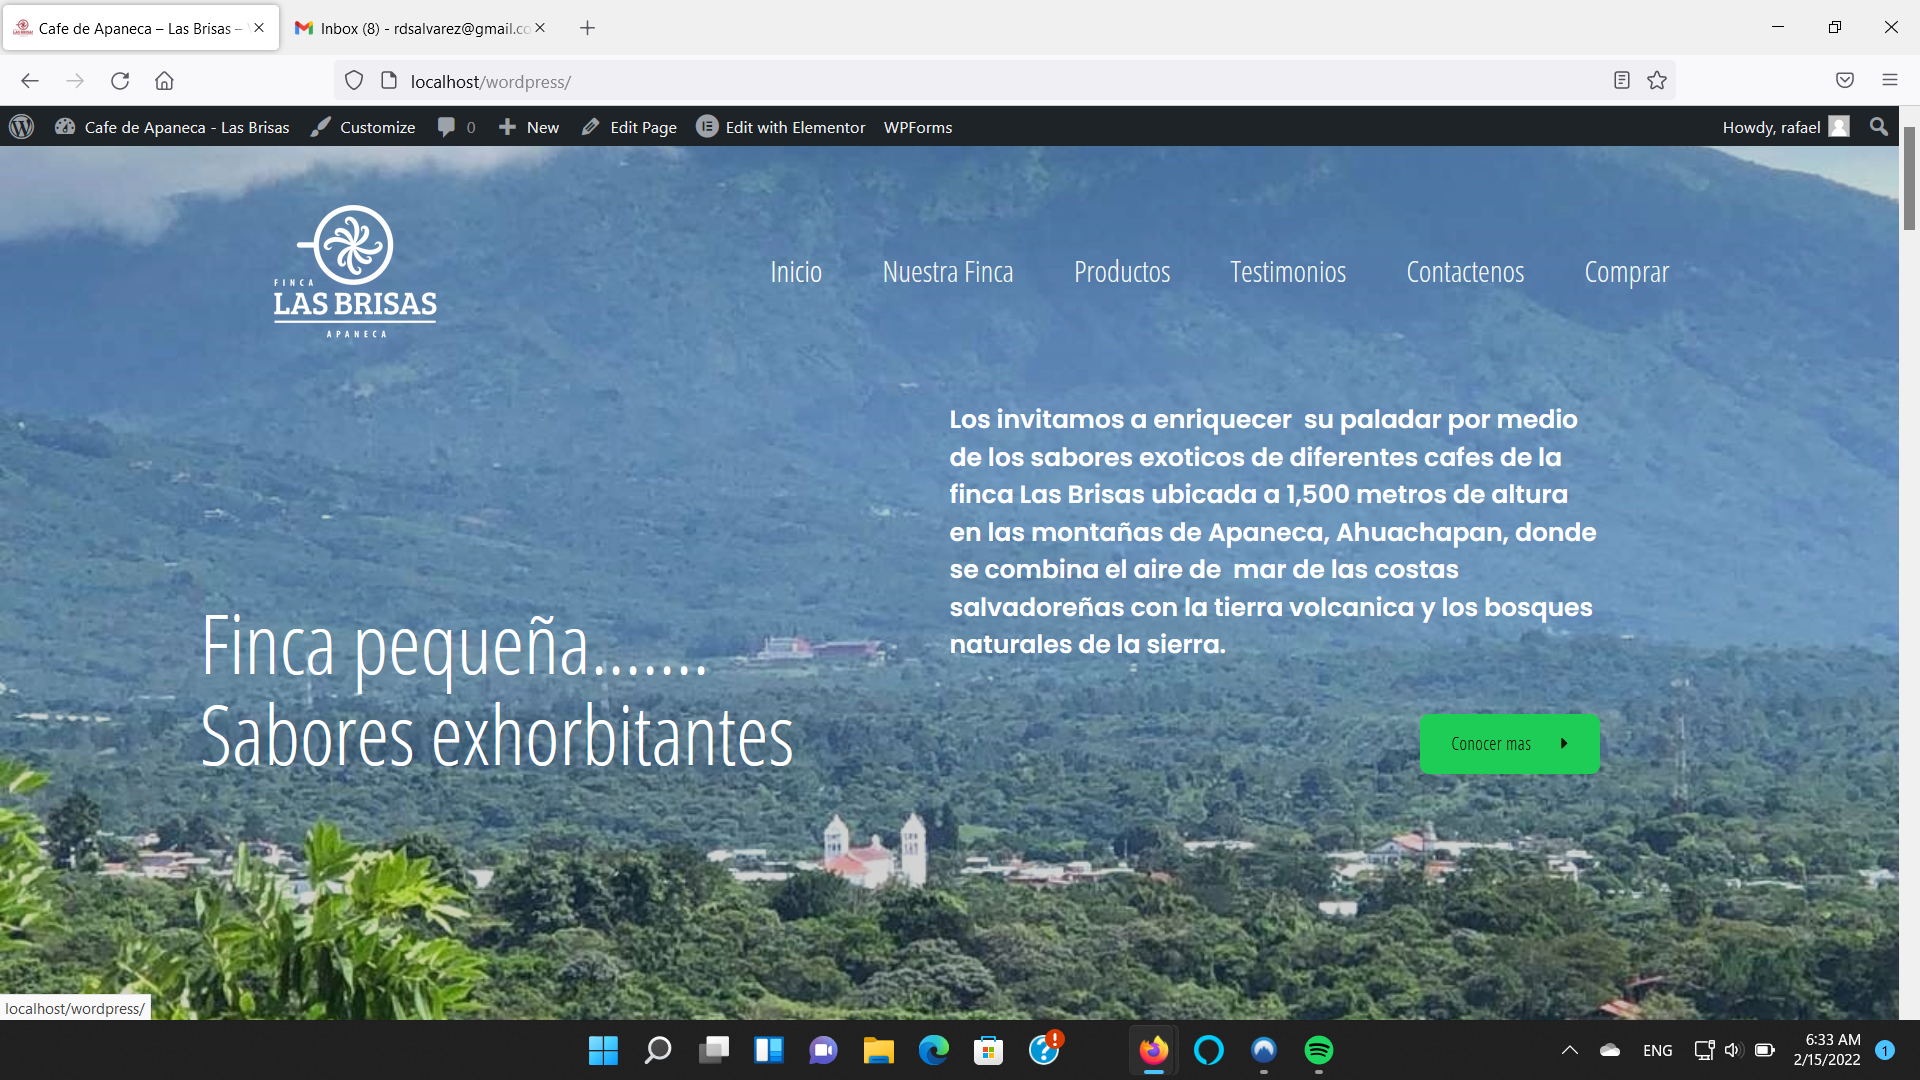 Cafe de Apaneca – Las Brisas –
Inbox (8) - rdsalvarez@gmail.co
localhost/wordpress/
Cafe de Apaneca - Las Brisas
Customize
0
New
Edit Page
Edit with Elementor
WPForms
Howdy, rafael
FINCA
LAS BRISAS
APANECA
Inicio
Nuestra Finca
Productos
Testimonios
Contactenos
Comprar
Los invitamos a enriquecer  su paladar por medio
de los sabores exoticos de diferentes cafes de la
finca Las Brisas ubicada a 1,500 metros de altura
en las montañas de Apaneca, Ahuachapan, donde
se combina el aire de  mar de las costas
salvadoreñas con la tierra volcanica y los bosques
naturales de la sierra.
Finca pequeña.......
Sabores exhorbitantes
Conocer mas
localhost/wordpress/
ENG
6:33 AM
2/15/2022
1